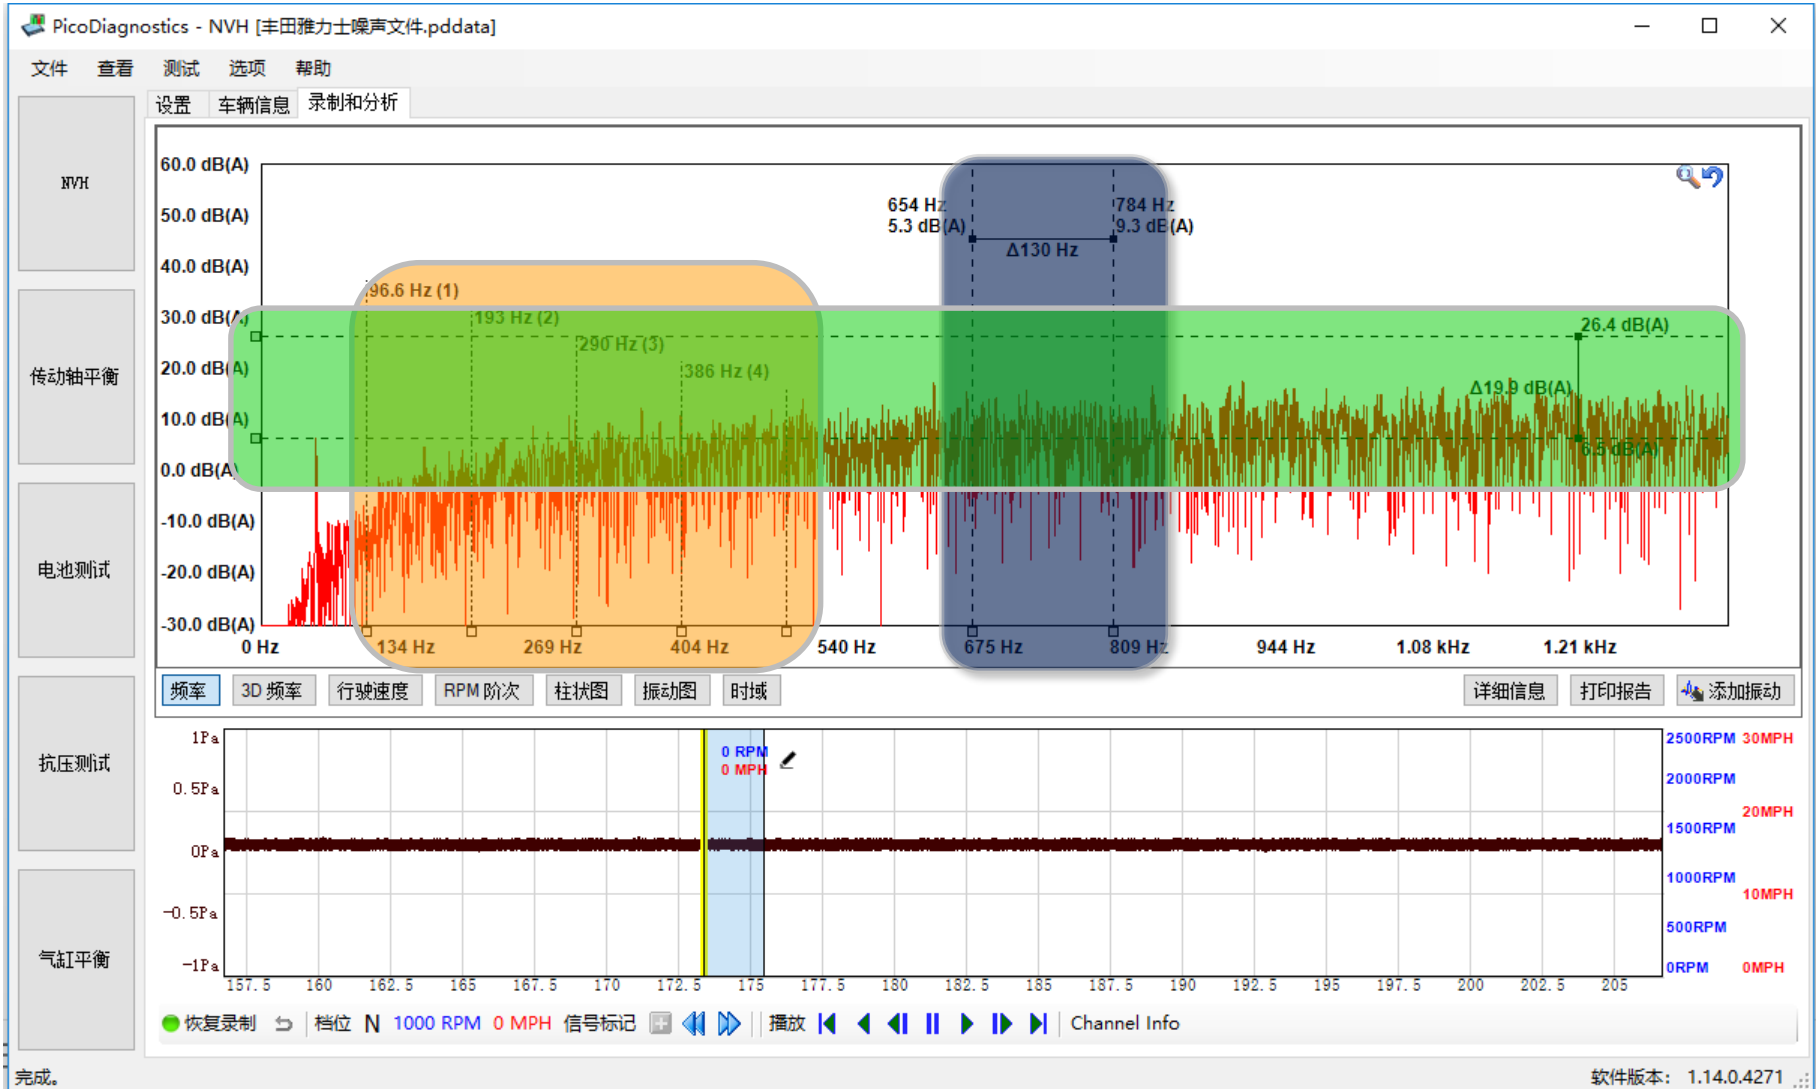 PicoDiagnostics - NVH [丰田雅力士噪声文件.pddata]
文件 查看 测试 选项 帮助
设置 车辆信息 录制和分析
NVH
传动轴平衡
电池测试
抗压测试
气缸平衡
60.0 dB(A)
50.0 dB(A)
40.0 dB(A)
30.0 dB(A)
20.0 dB(A)
10.0 dB(A)
0.0 dB(A)
-10.0 dB(A)
-20.0 dB(A)
-30.0 dB(A)
654 Hz
5.3 dB(A)
784 Hz
9.3 dB(A)
Δ130 Hz
96.6 Hz (1)
193 Hz (2)
290 Hz (3)
386 Hz (4)
26.4 dB(A)
Δ19.9 dB(A)
6.5 dB(A)
0 Hz 134 Hz 269 Hz 404 Hz 540 Hz 675 Hz 809 Hz 944 Hz 1.08 kHz 1.21 kHz
频率 3D 频率 行驶速度 RPM 阶次 柱状图 振动图 时域 详细信息 打印报告 添加振动
1Pa
0.5Pa
0Pa
-0.5Pa
-1Pa
0 RPM
0 MPH
2500RPM 30MPH
2000RPM
20MPH
1500RPM
1000RPM
10MPH
500RPM
0RPM 0MPH
157.5 160 162.5 165 167.5 170 172.5 175 177.5 180 182.5 185 187.5 190 192.5 195 197.5 200 202.5 205
恢复录制 档位 N 1000 RPM 0 MPH 信号标记 播放 Channel Info
完成。 软件版本: 1.14.0.4271